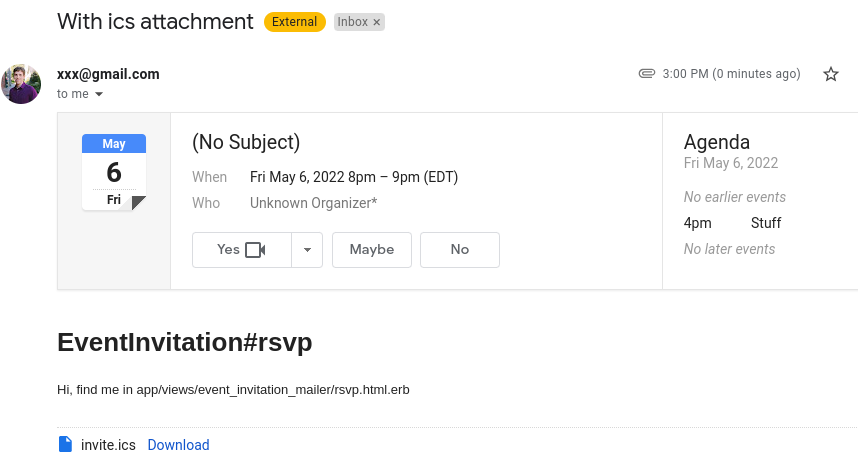 With ics attachment External Inbox ×
xxx@gmail.com 3:00 PM (0 minutes ago)
to me
May
6
Fri
(No Subject)
When Fri May 6, 2022 8pm – 9pm (EDT)
Who Unknown Organizer*
Yes Maybe No
Agenda
Fri May 6, 2022
No earlier events
4pm Stuff
No later events
EventInvitation#rsvp
Hi, find me in app/views/event_invitation_mailer/rsvp.html.erb
invite.ics Download